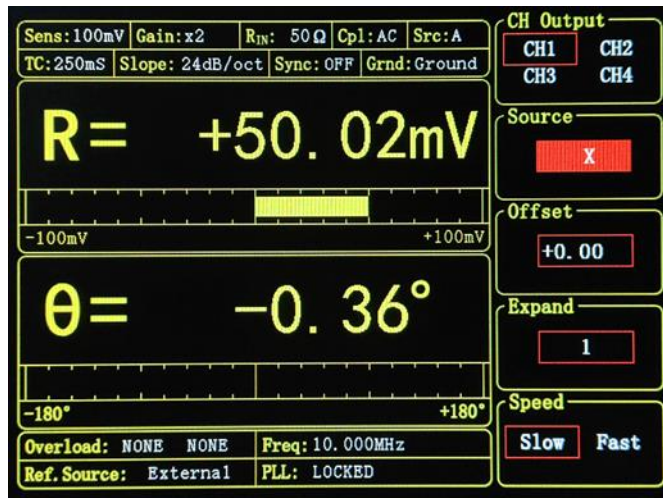 Sens:100mV Gain:x2 RIN: 50Ω Cpl:AC Src:A
TC:250mS Slope: 24dB/oct Sync:OFF Grnd:Ground
R= +50.02mV
-100mV +100mV
θ= -0.36°
-180° +180°
Overload: NONE NONE Freq:10.000MHz
Ref.Source: External PLL: LOCKED
CH Output
CH1 CH2
CH3 CH4
Source
X
Offset
+0.00
Expand
1
Speed
Slow Fast